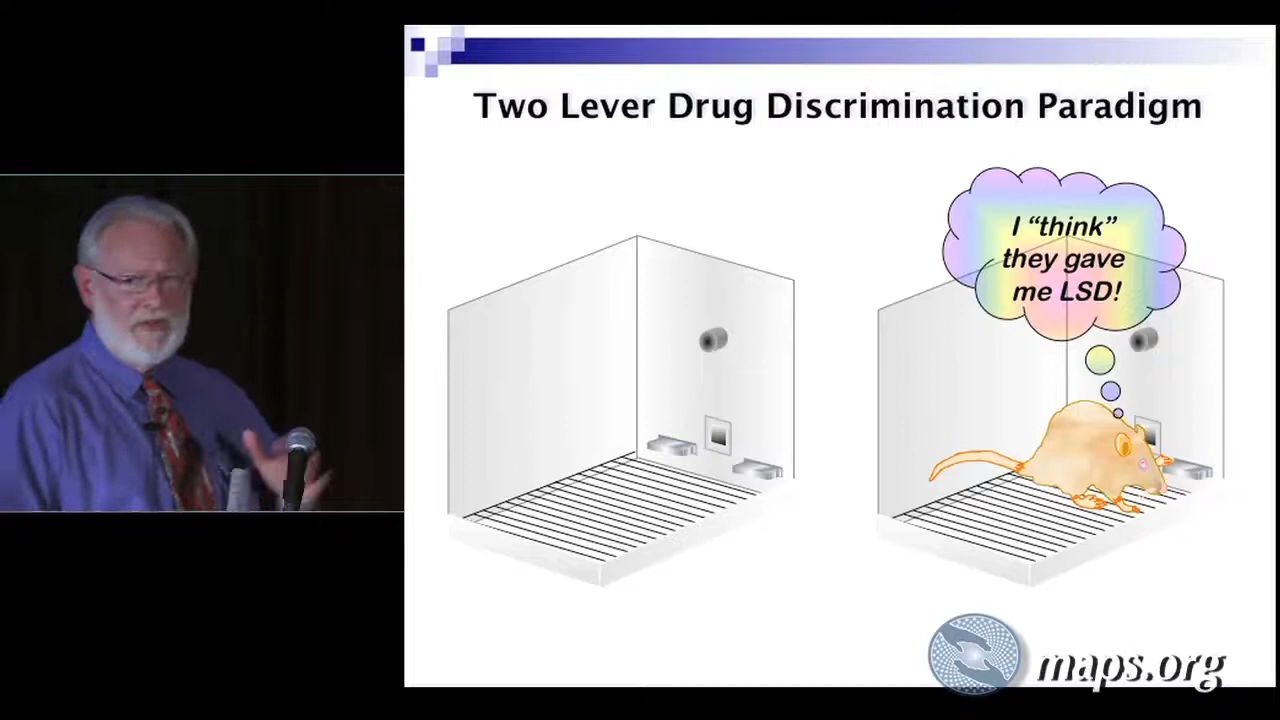 Two Lever Drug Discrimination Paradigm
I “think”
they gave
me LSD!
maps.org